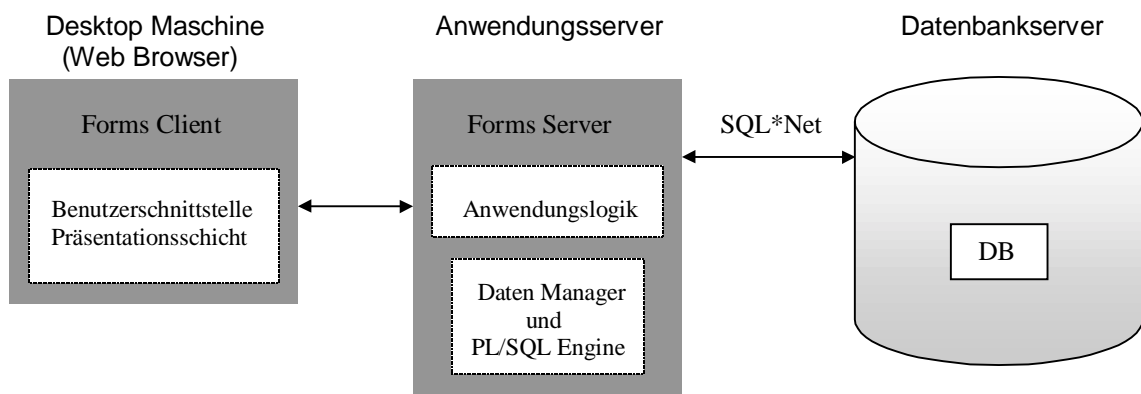 Desktop Maschine
(Web Browser)
Forms Client
Benutzerschnittstelle
Präsentationsschicht
Anwendungsserver
Forms Server
Anwendungslogik
Daten Manager
und
PL/SQL Engine
SQL*Net
Datenbankserver
DB